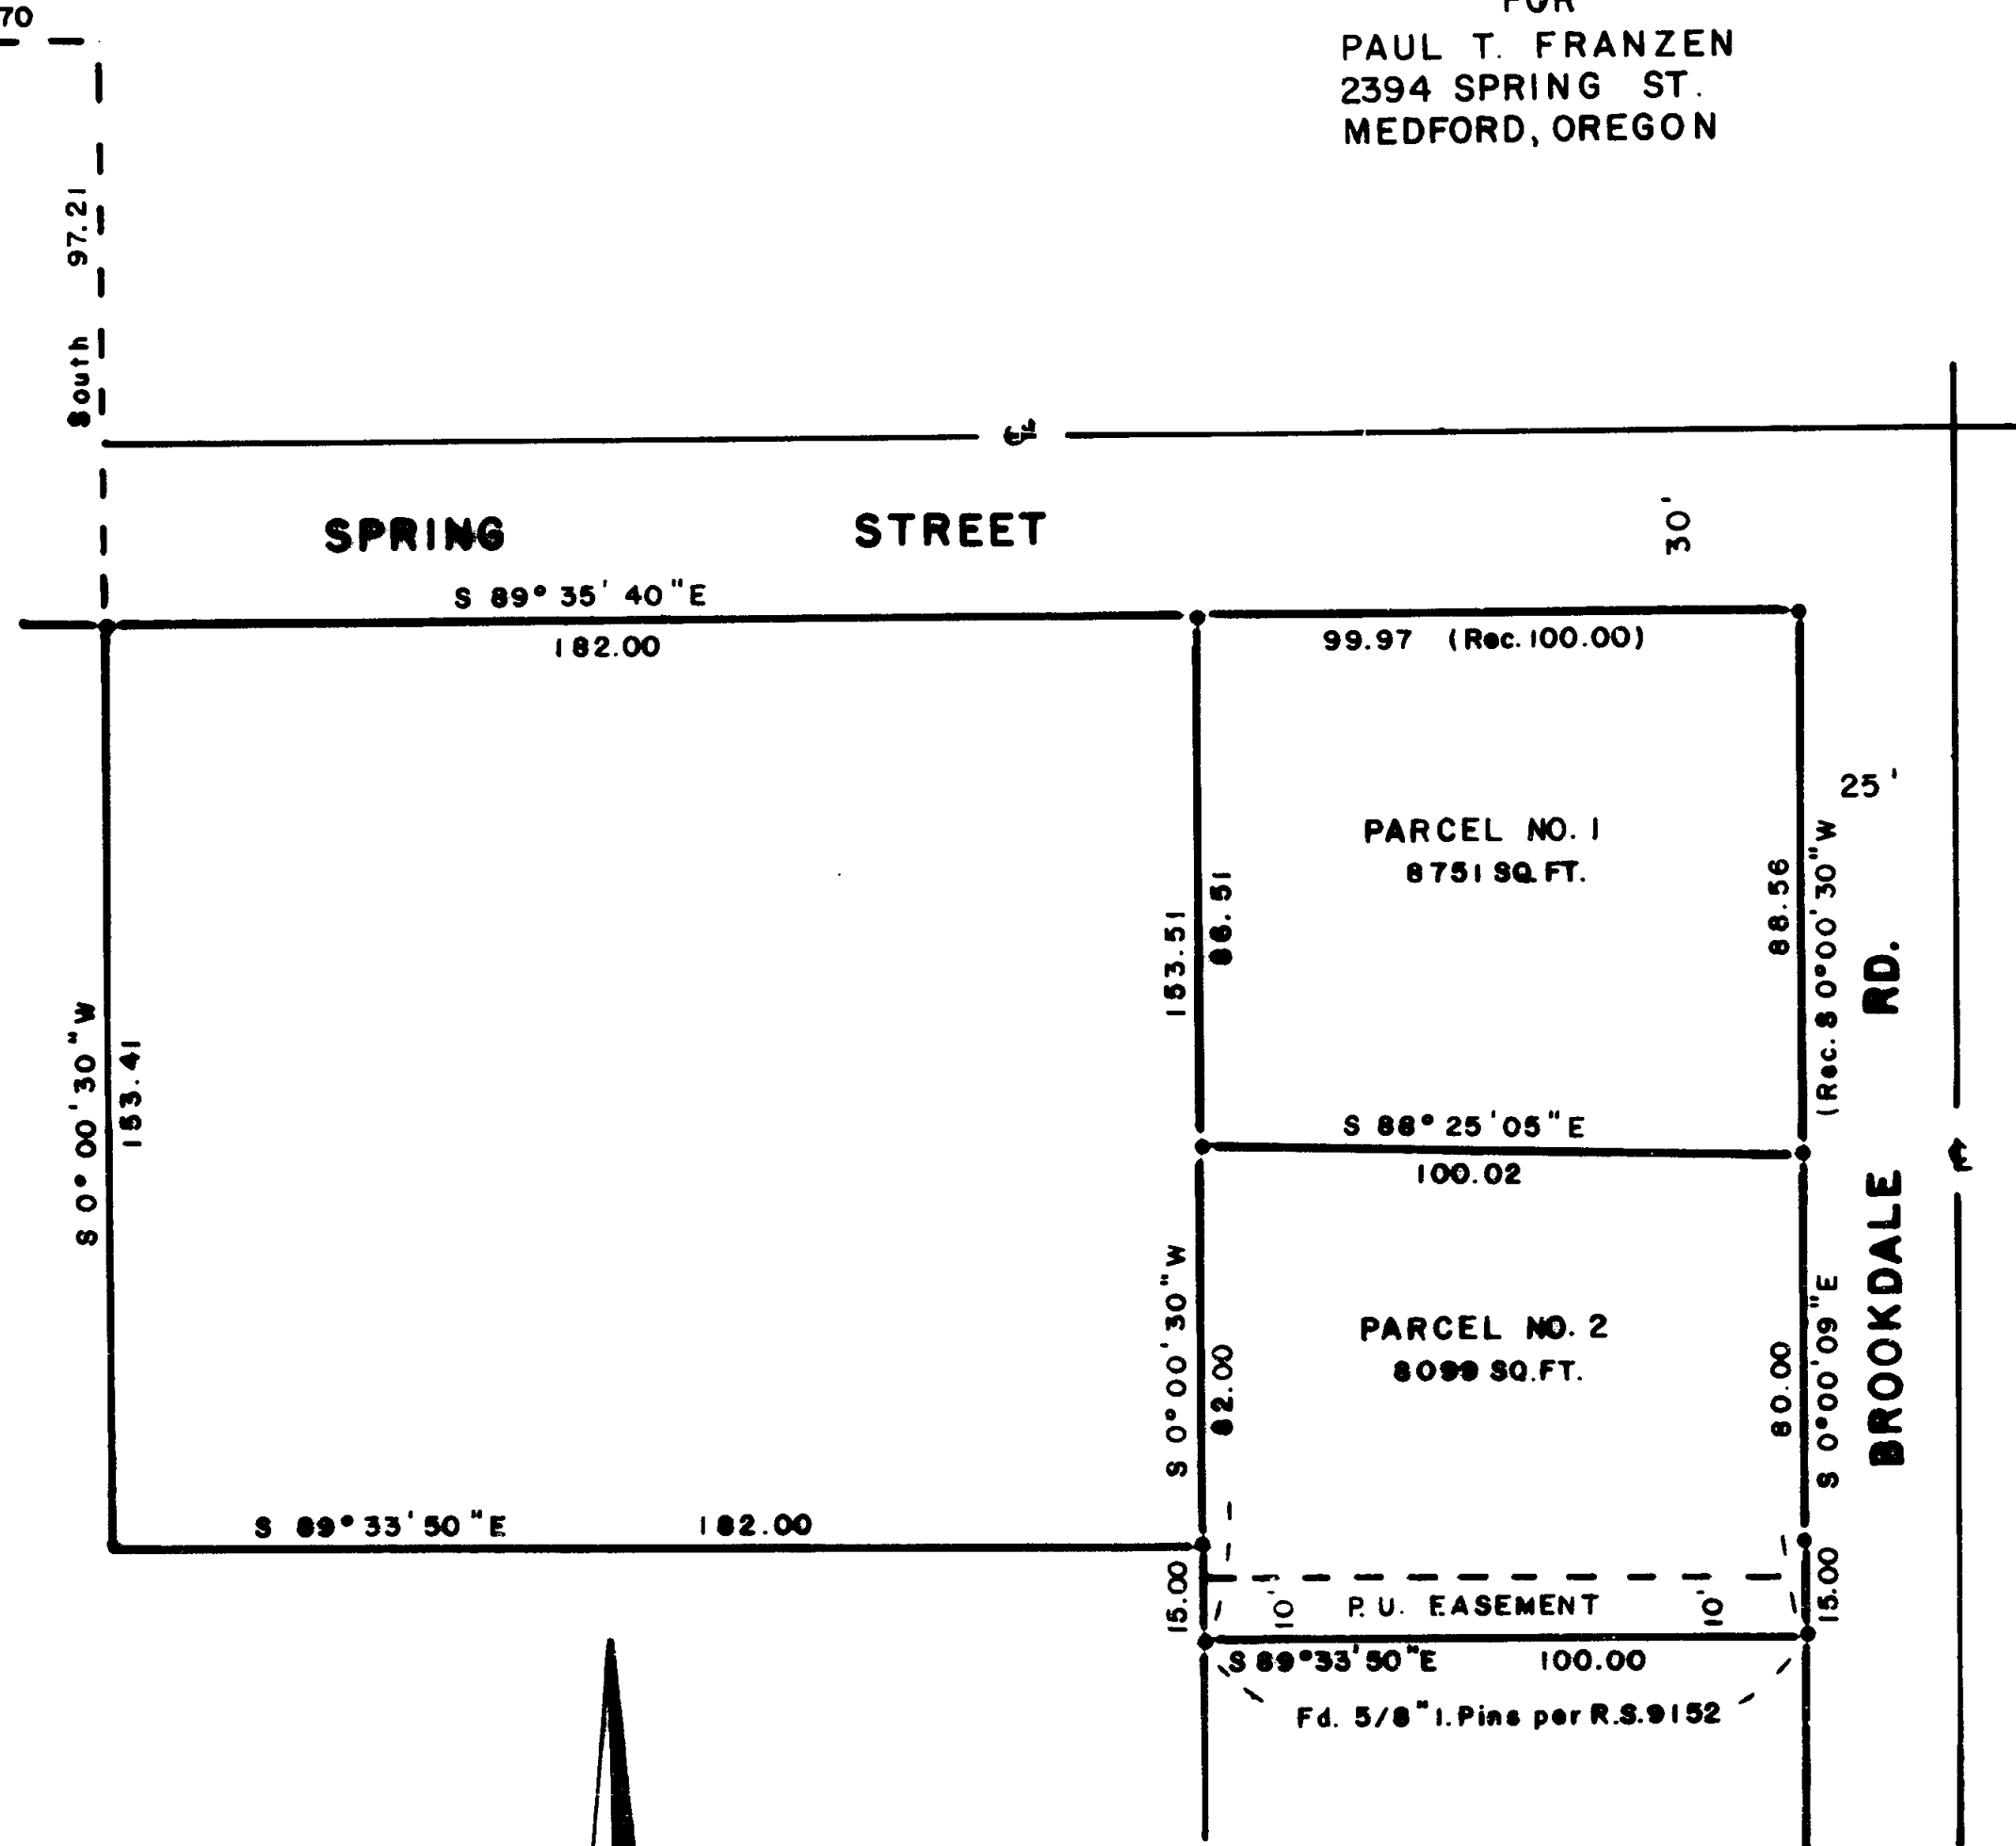 70
FOR
PAUL T. FRANZEN
2394 SPRING ST.
MEDFORD, OREGON
South 97.21
SPRING STREET
30'
S 89° 35' 40"E
182.00
99.97 (Rec. 100.00)
25'
PARCEL NO. 1
8751 SQ. FT.
153.51
86.51
88.56
(Rec. S 0°00'30"W
RD.
S 0°00'30"W
153.41
S 88° 25'05"E
100.02
BROOKDALE
S 0°00'30"W
82.00
PARCEL NO. 2
8099 SQ.FT.
80.00
S 0°00'09"E
S 89°33'50"E 182.00
15.00
10'
P. U. EASEMENT
10'
15.00
S 89°33'50"E 100.00
Fd. 5/8" I. Pins per R.S. 9152